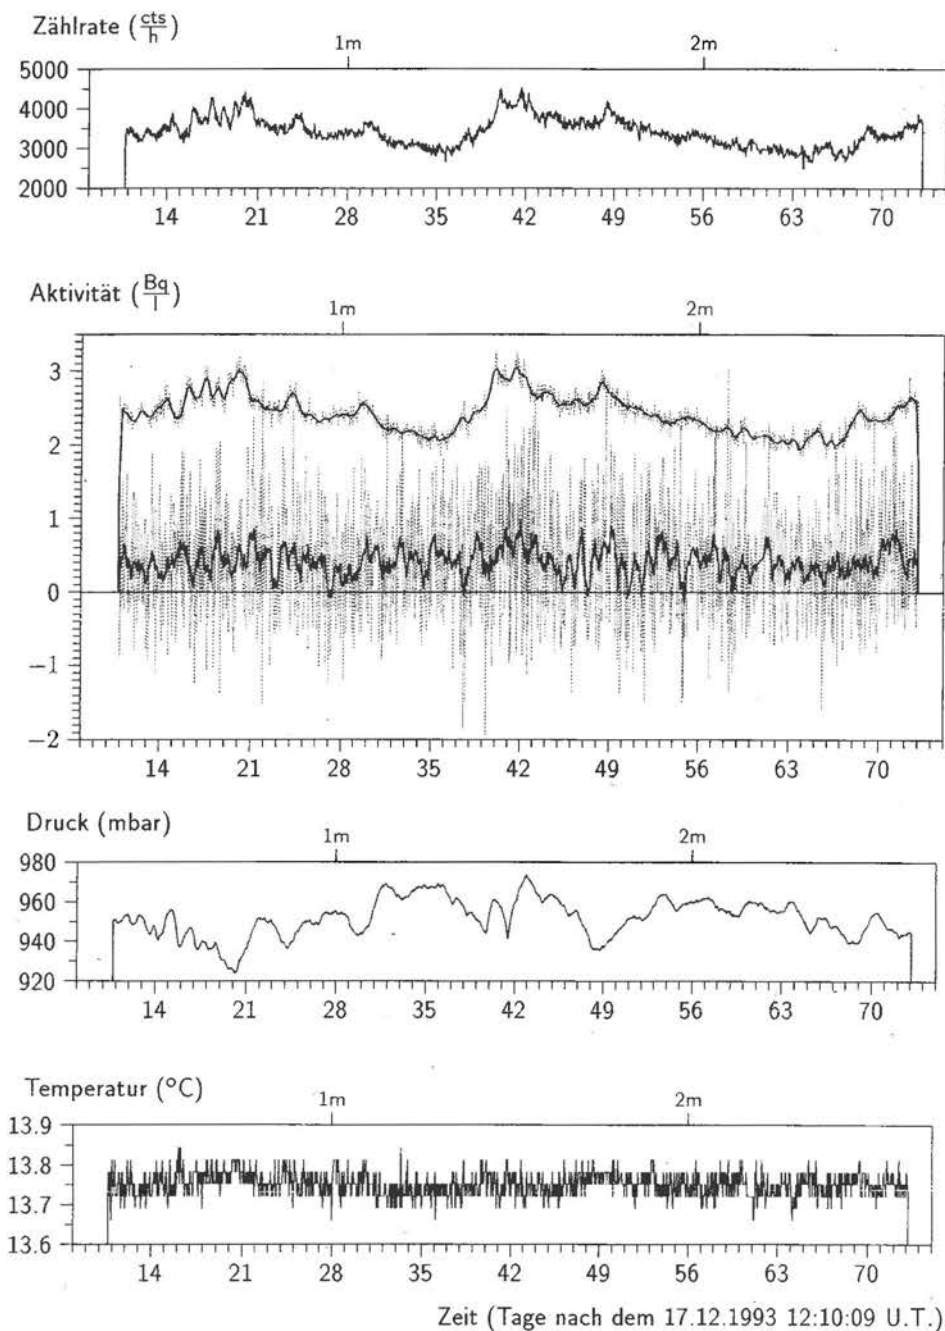 Zählrate (cts/h)
1m 2m
5000
4000
3000
2000
14 21 28 35 42 49 56 63 70
Aktivität (Bq/l)
1m 2m
3
2
1
0
−1
−2
14 21 28 35 42 49 56 63 70
Druck (mbar)
1m 2m
980
960
940
920
14 21 28 35 42 49 56 63 70
Temperatur (°C)
1m 2m
13.9
13.8
13.7
13.6
14 21 28 35 42 49 56 63 70
Zeit (Tage nach dem 17.12.1993 12:10:09 U.T.)